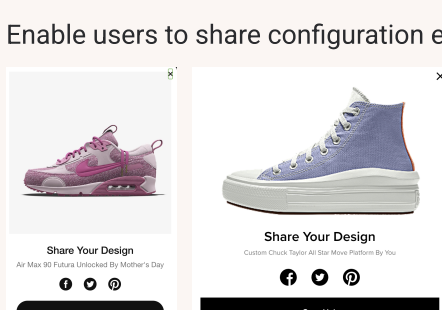 Enable users to share configuration e
Share Your Design
Air Max 90 Futura Unlocked By Mother's Day
Share Your Design
Custom Chuck Taylor All Star Move Platform By You